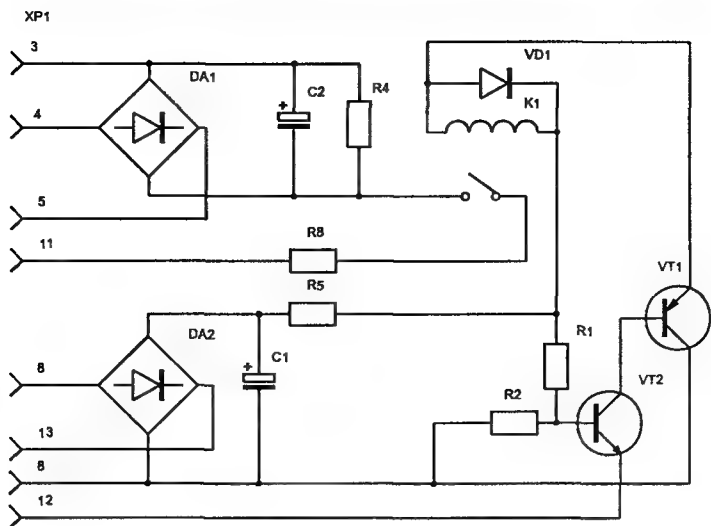 XP1
3
DA1
C2
+
R4
VD1
K1
4
5
11
R8
R5
VT1
DA2
C1
+
R1
8
R2
VT2
13
8
12